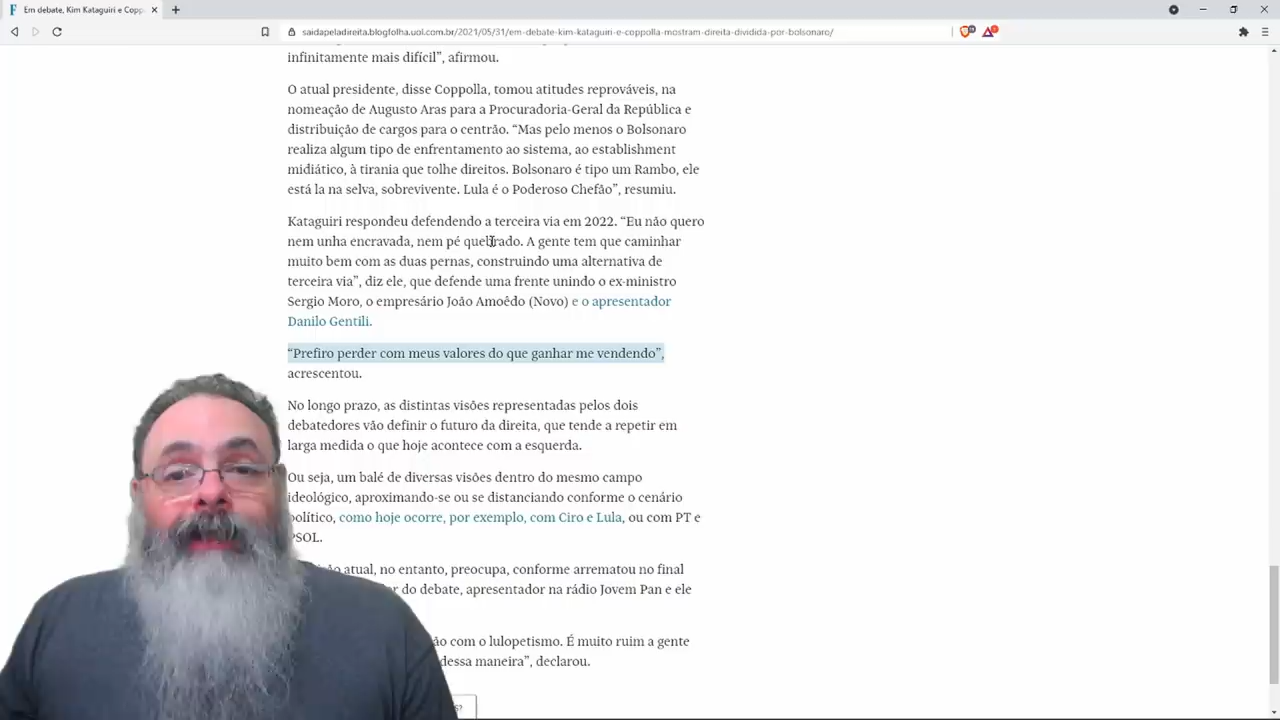 Em debate, Kim Kataguiri e Copp
saidapeladireita.blogfolha.uol.com.br/2021/05/31/em-debate-kim-kataguiri-e-coppolla-mostram-direita-dividida-por-bolsonaro/
infinitamente mais difícil”, afirmou.
O atual presidente, disse Coppolla, tomou atitudes reprováveis, na
nomeação de Augusto Aras para a Procuradoria-Geral da República e
distribuição de cargos para o centrão. “Mas pelo menos o Bolsonaro
realiza algum tipo de enfrentamento ao sistema, ao establishment
midiático, à tirania que tolhe direitos. Bolsonaro é tipo um Rambo, ele
está la na selva, sobrevivente. Lula é o Poderoso Chefão”, resumiu.
Kataguiri respondeu defendendo a terceira via em 2022. “Eu não quero
nem unha encravada, nem pé quebrado. A gente tem que caminhar
muito bem com as duas pernas, construindo uma alternativa de
terceira via”, diz ele, que defende uma frente unindo o ex-ministro
Sergio Moro, o empresário João Amoêdo (Novo) e o apresentador
Danilo Gentili.
“Prefiro perder com meus valores do que ganhar me vendendo”,
acrescentou.
No longo prazo, as distintas visões representadas pelos dois
debatedores vão definir o futuro da direita, que tende a repetir em
larga medida o que hoje acontece com a esquerda.
Ou seja, um balé de diversas visões dentro do mesmo campo
ideológico, aproximando-se ou se distanciando conforme o cenário
político, como hoje ocorre, por exemplo, com Ciro e Lula, ou com PT e
PSOL.
atual, no entanto, preocupa, conforme arrematou no final
do debate, apresentador na rádio Jovem Pan e ele
com o lulopetismo. É muito ruim a gente
dessa maneira”, declarou.